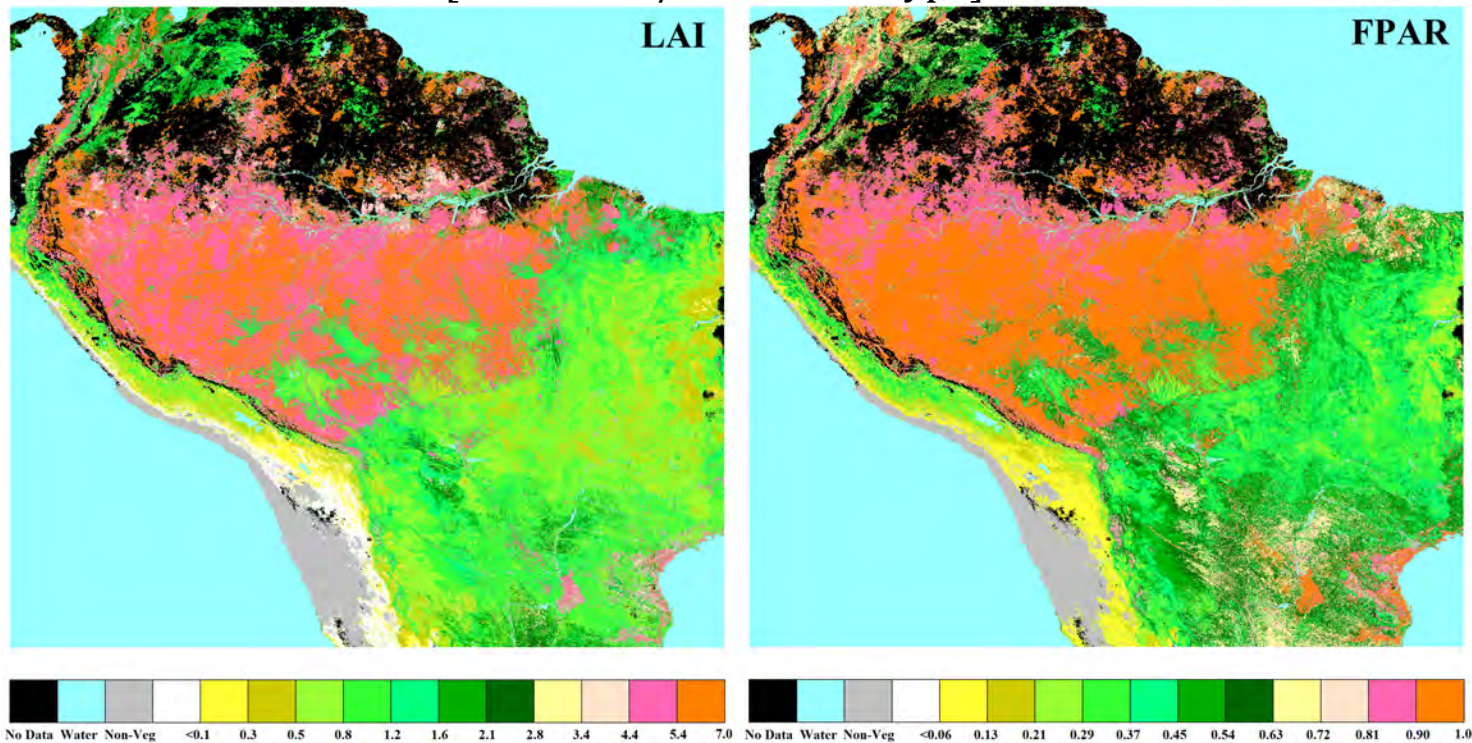 LAI
FPAR
No Data Water Non-Veg <0.1 0.3 0.5 0.8 1.2 1.6 2.1 2.8 3.4 4.4 5.4 7.0
No Data Water Non-Veg <0.06 0.13 0.21 0.29 0.37 0.45 0.54 0.63 0.72 0.81 0.90 1.0